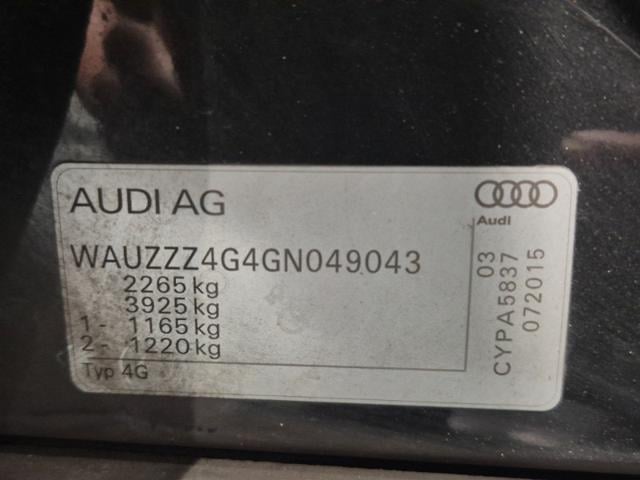 AUDI AG
Audi
WAUZZZ4G4GN049043
2265 kg
3925 kg
1 - 1165 kg
2 - 1220 kg
Typ 4G
03
CYPA5837
072015